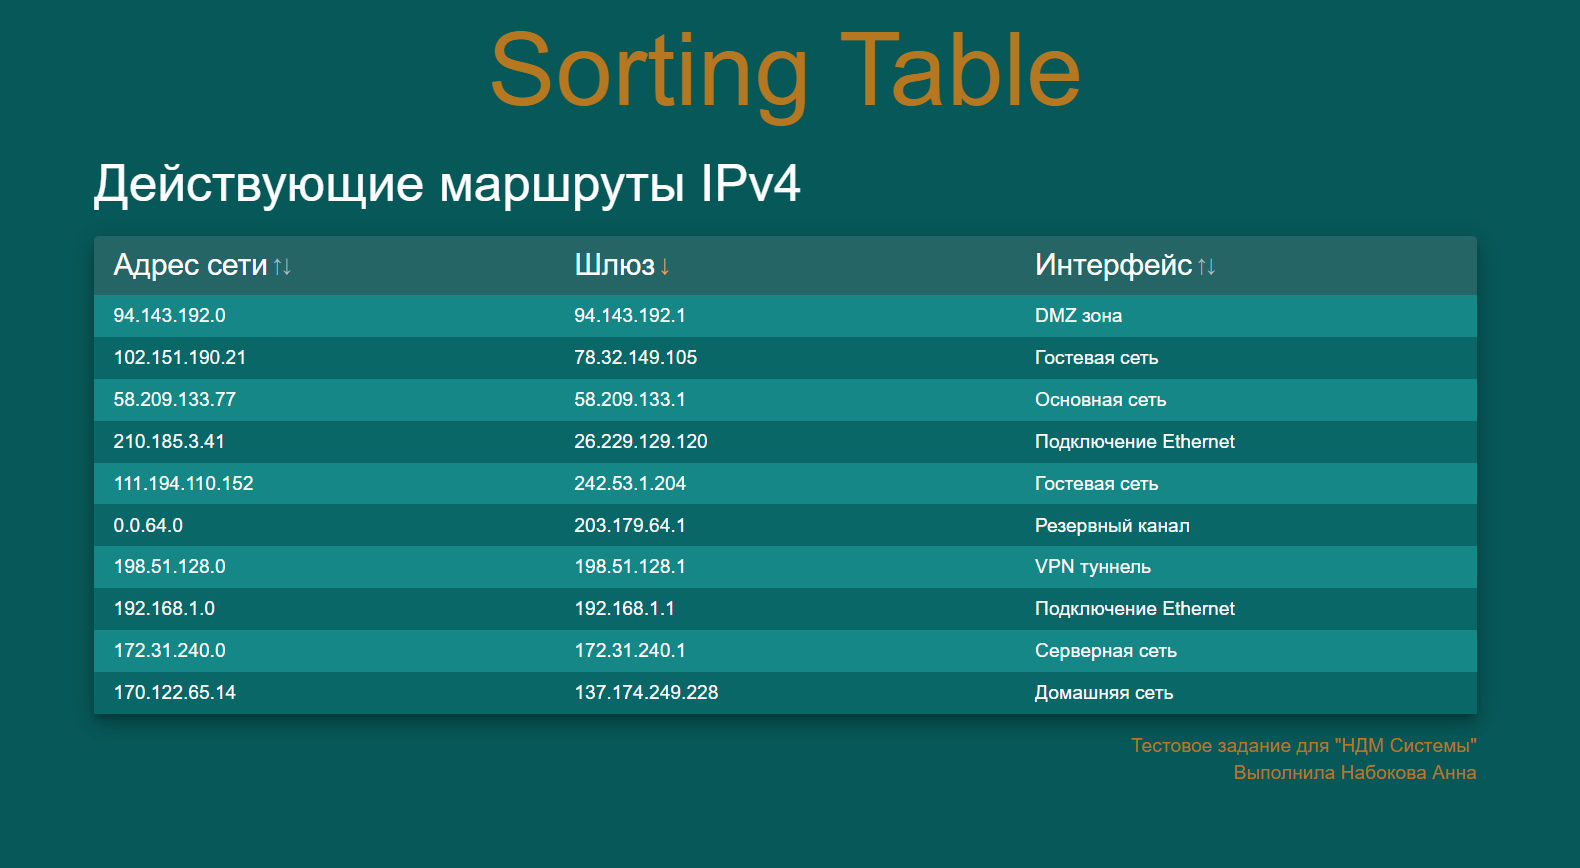 Sorting Table
Действующие маршруты IPv4
Адрес сети↑↓ Шлюз↓ Интерфейс↑↓
94.143.192.0 94.143.192.1 DMZ зона
102.151.190.21 78.32.149.105 Гостевая сеть
58.209.133.77 58.209.133.1 Основная сеть
210.185.3.41 26.229.129.120 Подключение Ethernet
111.194.110.152 242.53.1.204 Гостевая сеть
0.0.64.0 203.179.64.1 Резервный канал
198.51.128.0 198.51.128.1 VPN туннель
192.168.1.0 192.168.1.1 Подключение Ethernet
172.31.240.0 172.31.240.1 Серверная сеть
170.122.65.14 137.174.249.228 Домашняя сеть
Тестовое задание для "НДМ Системы"
Выполнила Набокова Анна